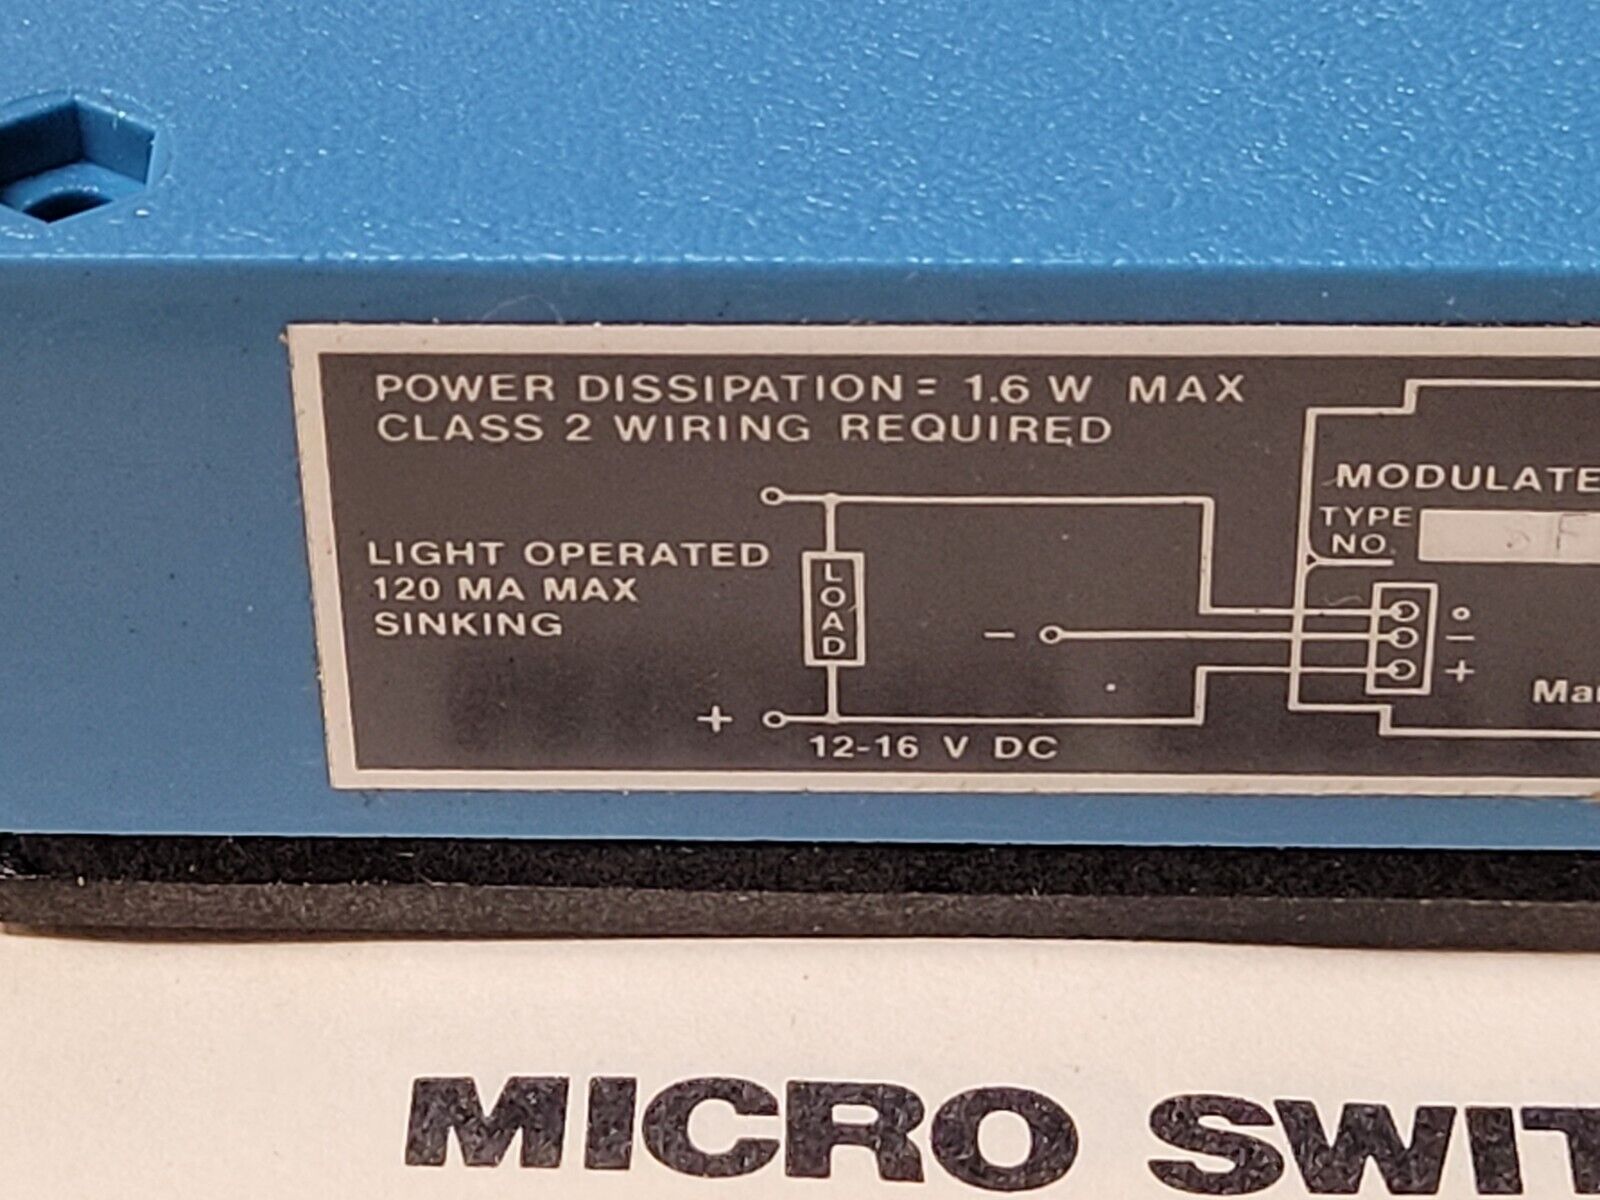 POWER DISSIPATION = 1.6 W MAX
CLASS 2 WIRING REQUIRED
LIGHT OPERATED
120 MA MAX
SINKING
LOAD
−
+
12-16 V DC
MODULATE
TYPE
NO.
F
o
−
+
Mar
MICRO SWIT